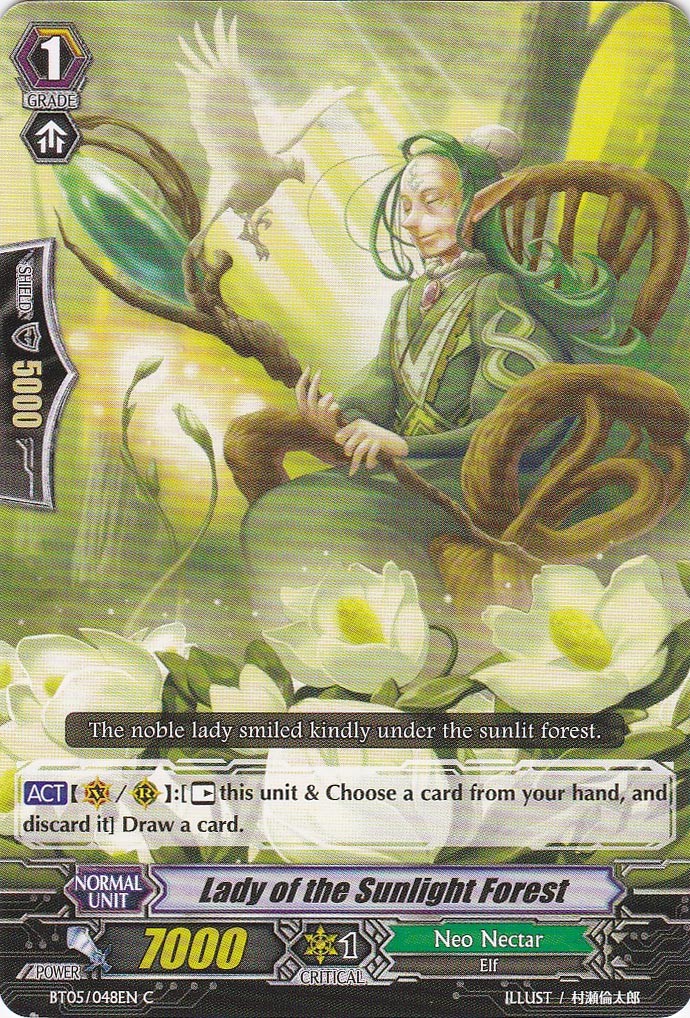 1
GRADE
SHIELD
5000
The noble lady smiled kindly under the sunlit forest.
ACT【V/R】:[this unit & Choose a card from your hand, and
discard it] Draw a card.
NORMAL
UNIT
Lady of the Sunlight Forest
POWER
7000
1
CRITICAL
Neo Nectar
Elf
BT05/048EN C
ILLUST / 村瀬倫太郎